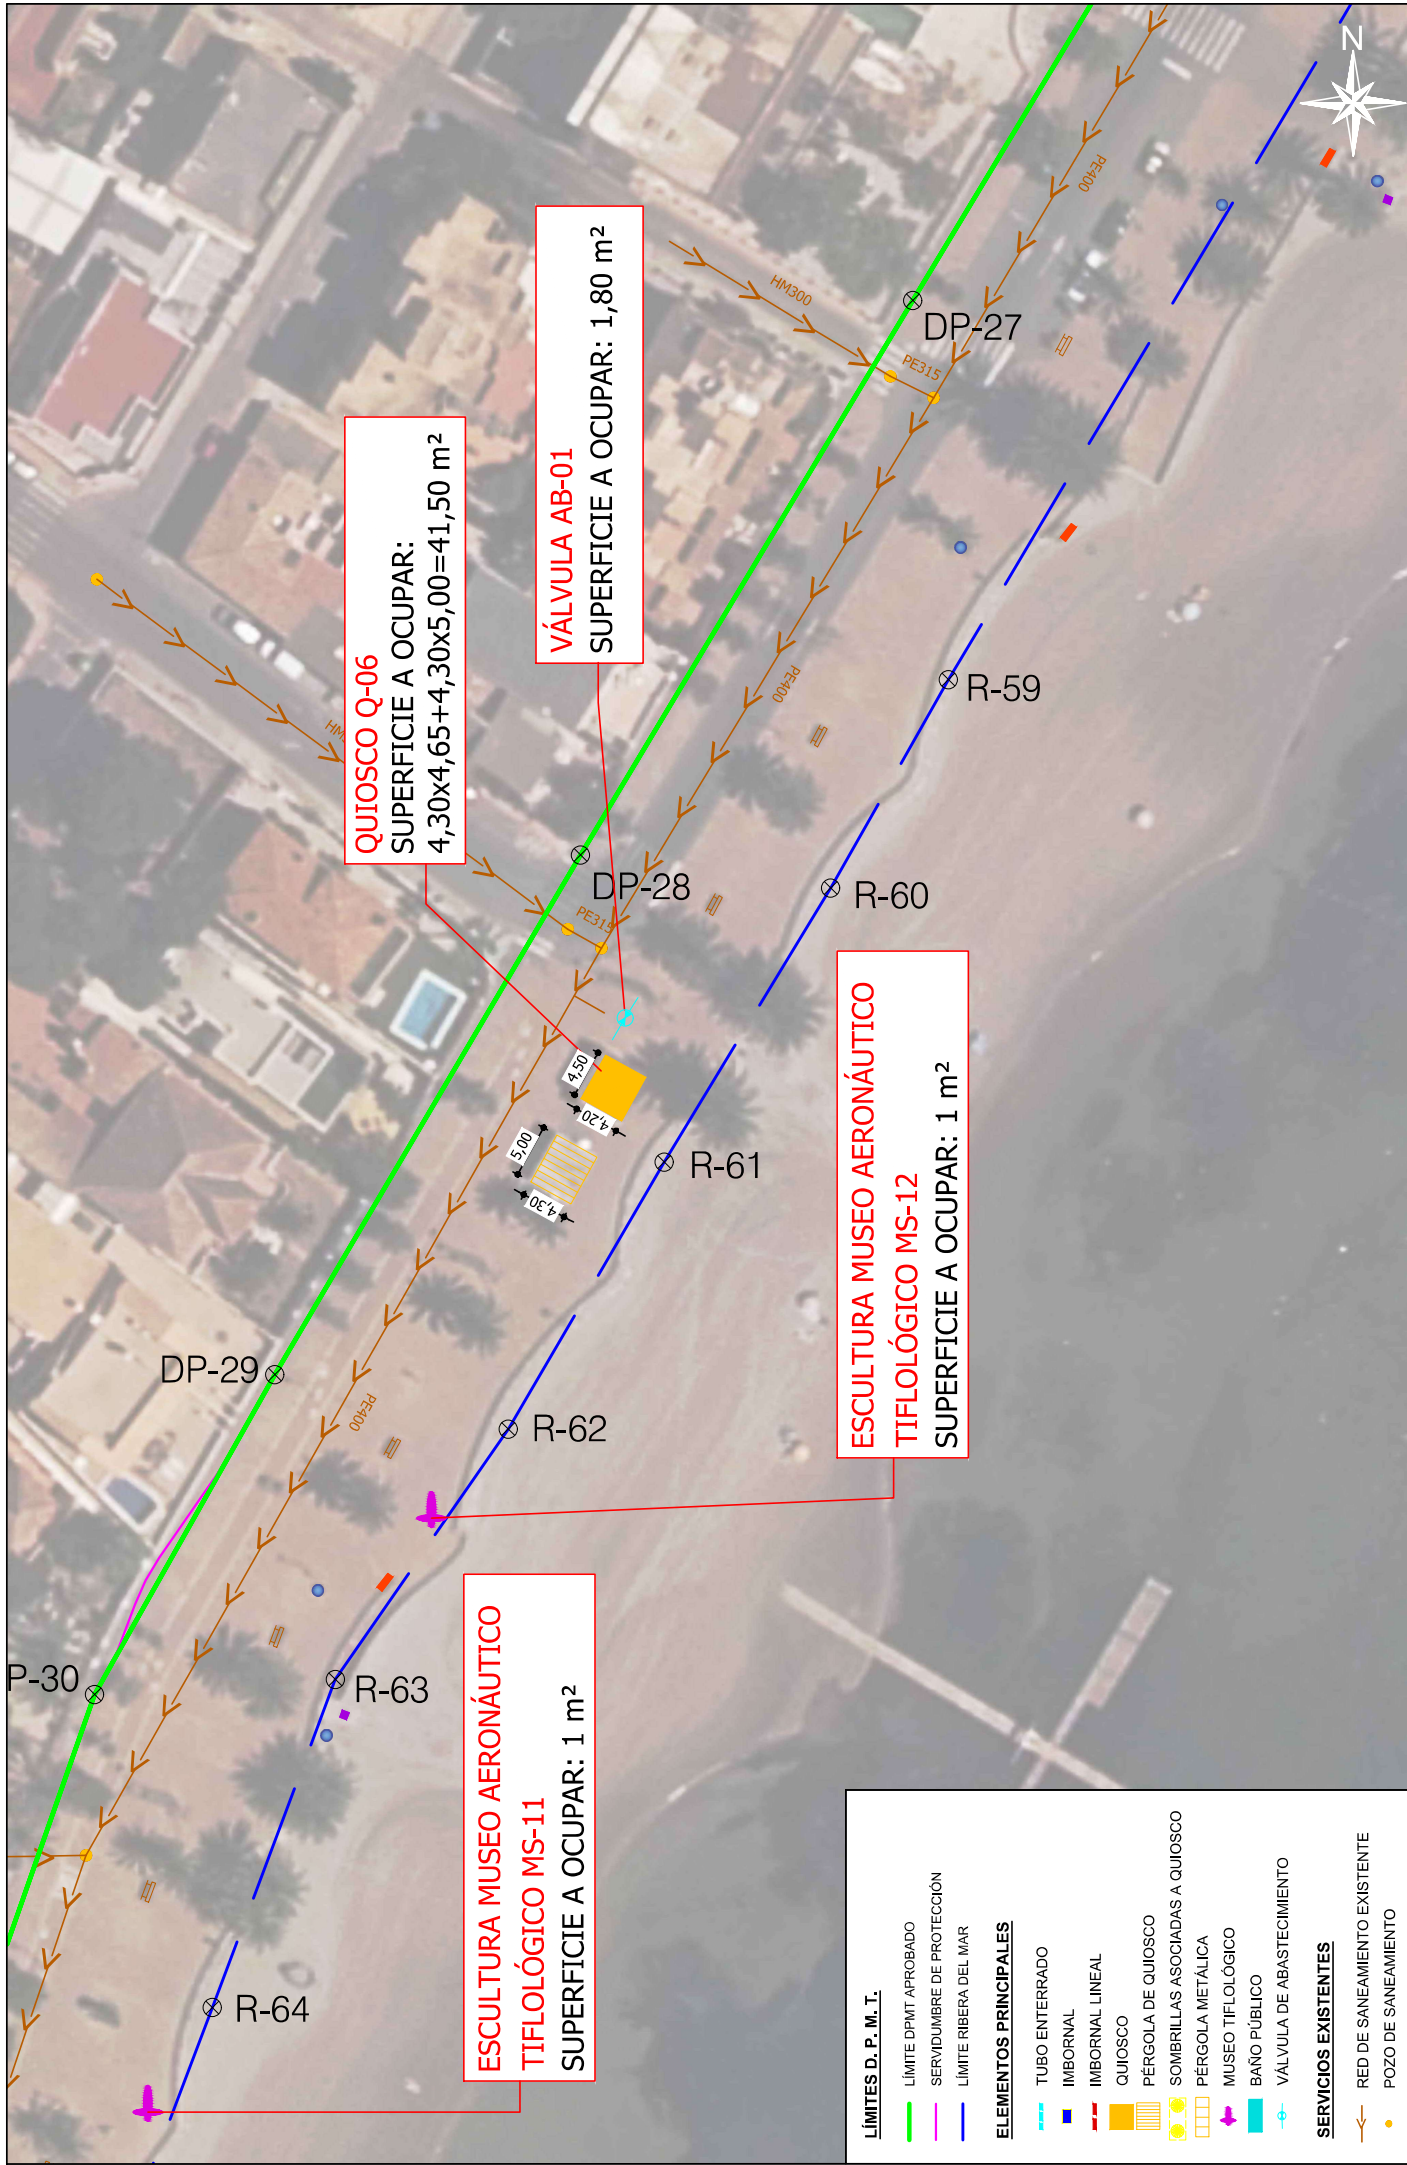 QUIOSCO Q-06
SUPERFICIE A OCUPAR:
4,30x4,65+4,30x5,00=41,50 m²
VÁLVULA AB-01
SUPERFICIE A OCUPAR: 1,80 m²
ESCULTURA MUSEO AERONÁUTICO
TIFLOLÓGICO MS-12
SUPERFICIE A OCUPAR: 1 m²
ESCULTURA MUSEO AERONÁUTICO
TIFLOLÓGICO MS-11
SUPERFICIE A OCUPAR: 1 m²
P-30
DP-29
DP-28
DP-27
R-64
R-63
R-62
R-61
R-60
R-59
PE400
PE400
PE400
PE315
PE315
HM300
HM
5,00
4,30
4,50
4,20
N
LÍMITES D. P. M. T.
LÍMITE DPMT APROBADO
SERVIDUMBRE DE PROTECCIÓN
LÍMITE RIBERA DEL MAR
ELEMENTOS PRINCIPALES
TUBO ENTERRADO
IMBORNAL
IMBORNAL LINEAL
QUIOSCO
PÉRGOLA DE QUIOSCO
SOMBRILLAS ASOCIADAS A QUIOSCO
PÉRGOLA METÁLICA
MUSEO TIFLOLÓGICO
BAÑO PÚBLICO
VÁLVULA DE ABASTECIMIENTO
SERVICIOS EXISTENTES
RED DE SANEAMIENTO EXISTENTE
POZO DE SANEAMIENTO